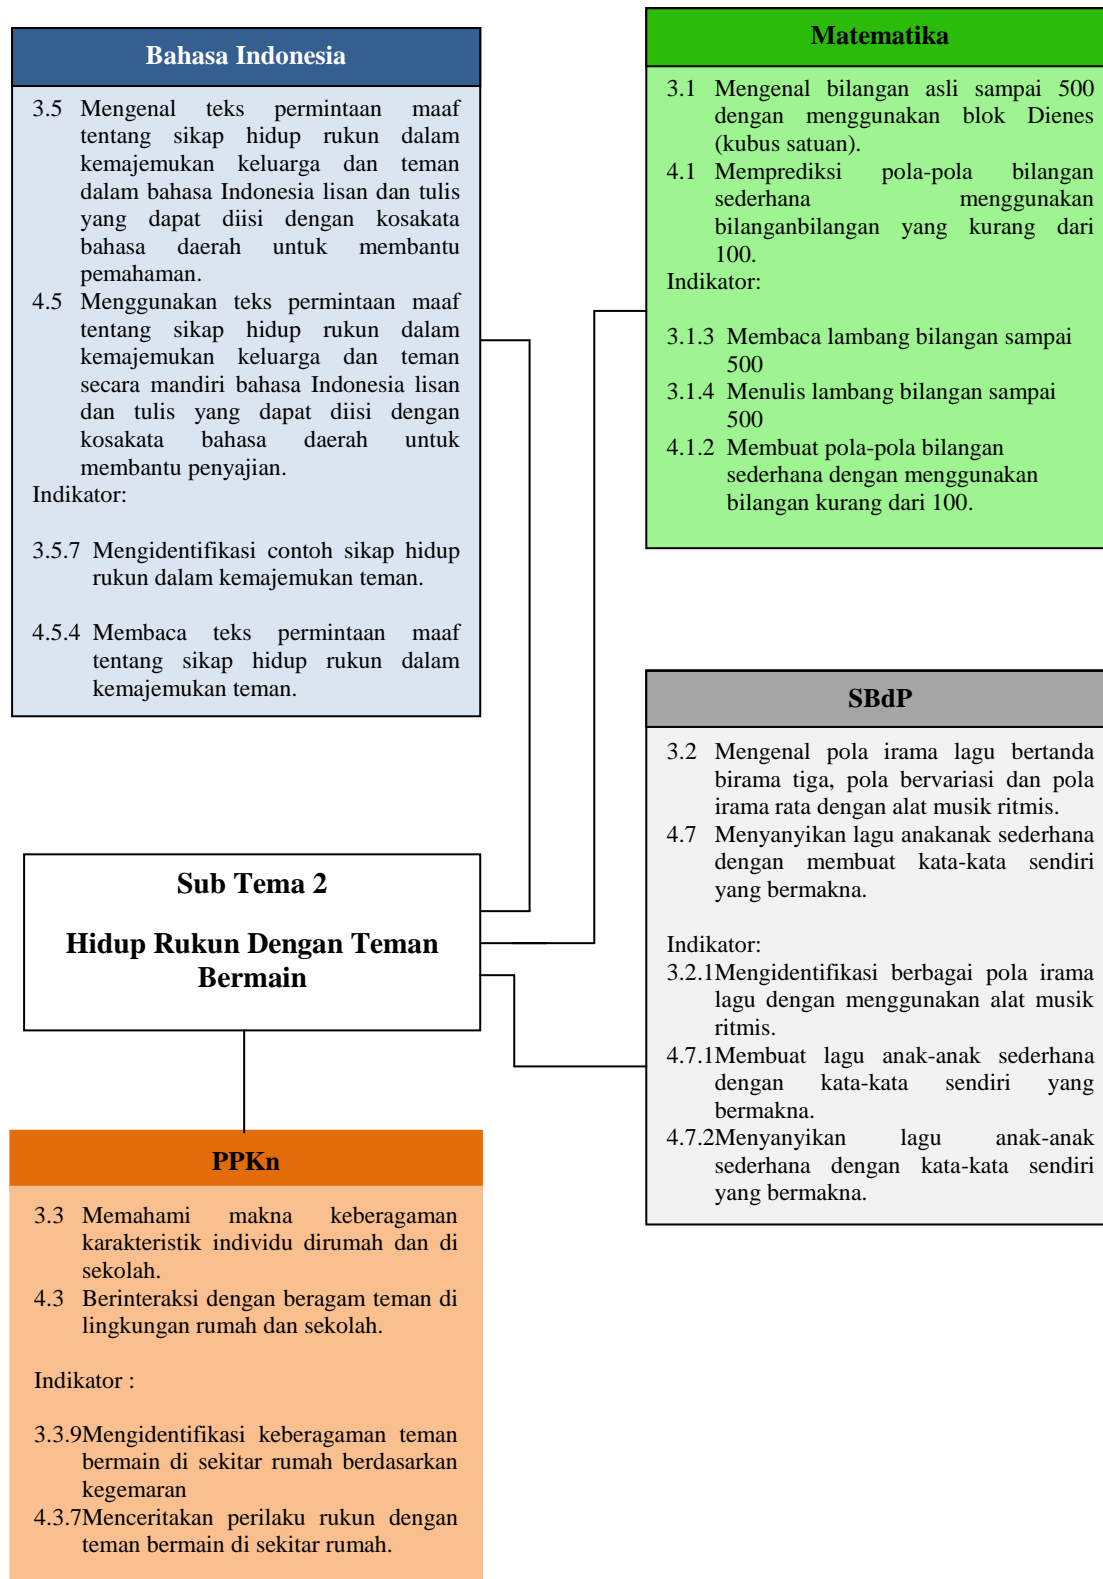 Bahasa Indonesia
3.5 Mengenal teks permintaan maaf
tentang sikap hidup rukun dalam
kemajemukan keluarga dan teman
dalam bahasa Indonesia lisan dan tulis
yang dapat diisi dengan kosakata
bahasa daerah untuk membantu
pemahaman.
4.5 Menggunakan teks permintaan maaf
tentang sikap hidup rukun dalam
kemajemukan keluarga dan teman
secara mandiri bahasa Indonesia lisan
dan tulis yang dapat diisi dengan
kosakata bahasa daerah untuk
membantu penyajian.
Indikator:
3.5.7 Mengidentifikasi contoh sikap hidup
rukun dalam kemajemukan teman.
4.5.4 Membaca teks permintaan maaf
tentang sikap hidup rukun dalam
kemajemukan teman.
Matematika
3.1 Mengenal bilangan asli sampai 500
dengan menggunakan blok Dienes
(kubus satuan).
4.1 Memprediksi pola-pola bilangan
sederhana menggunakan
bilanganbilangan yang kurang dari
100.
Indikator:
3.1.3 Membaca lambang bilangan sampai
500
3.1.4 Menulis lambang bilangan sampai
500
4.1.2 Membuat pola-pola bilangan
sederhana dengan menggunakan
bilangan kurang dari 100.
SBdP
3.2 Mengenal pola irama lagu bertanda
birama tiga, pola bervariasi dan pola
irama rata dengan alat musik ritmis.
4.7 Menyanyikan lagu anakanak sederhana
dengan membuat kata-kata sendiri
yang bermakna.
Indikator:
3.2.1Mengidentifikasi berbagai pola irama
lagu dengan menggunakan alat musik
ritmis.
4.7.1Membuat lagu anak-anak sederhana
dengan kata-kata sendiri yang
bermakna.
4.7.2Menyanyikan lagu anak-anak
sederhana dengan kata-kata sendiri
yang bermakna.
Sub Tema 2
Hidup Rukun Dengan Teman
Bermain
PPKn
3.3 Memahami makna keberagaman
karakteristik individu dirumah dan di
sekolah.
4.3 Berinteraksi dengan beragam teman di
lingkungan rumah dan sekolah.
Indikator :
3.3.9Mengidentifikasi keberagaman teman
bermain di sekitar rumah berdasarkan
kegemaran
4.3.7Menceritakan perilaku rukun dengan
teman bermain di sekitar rumah.